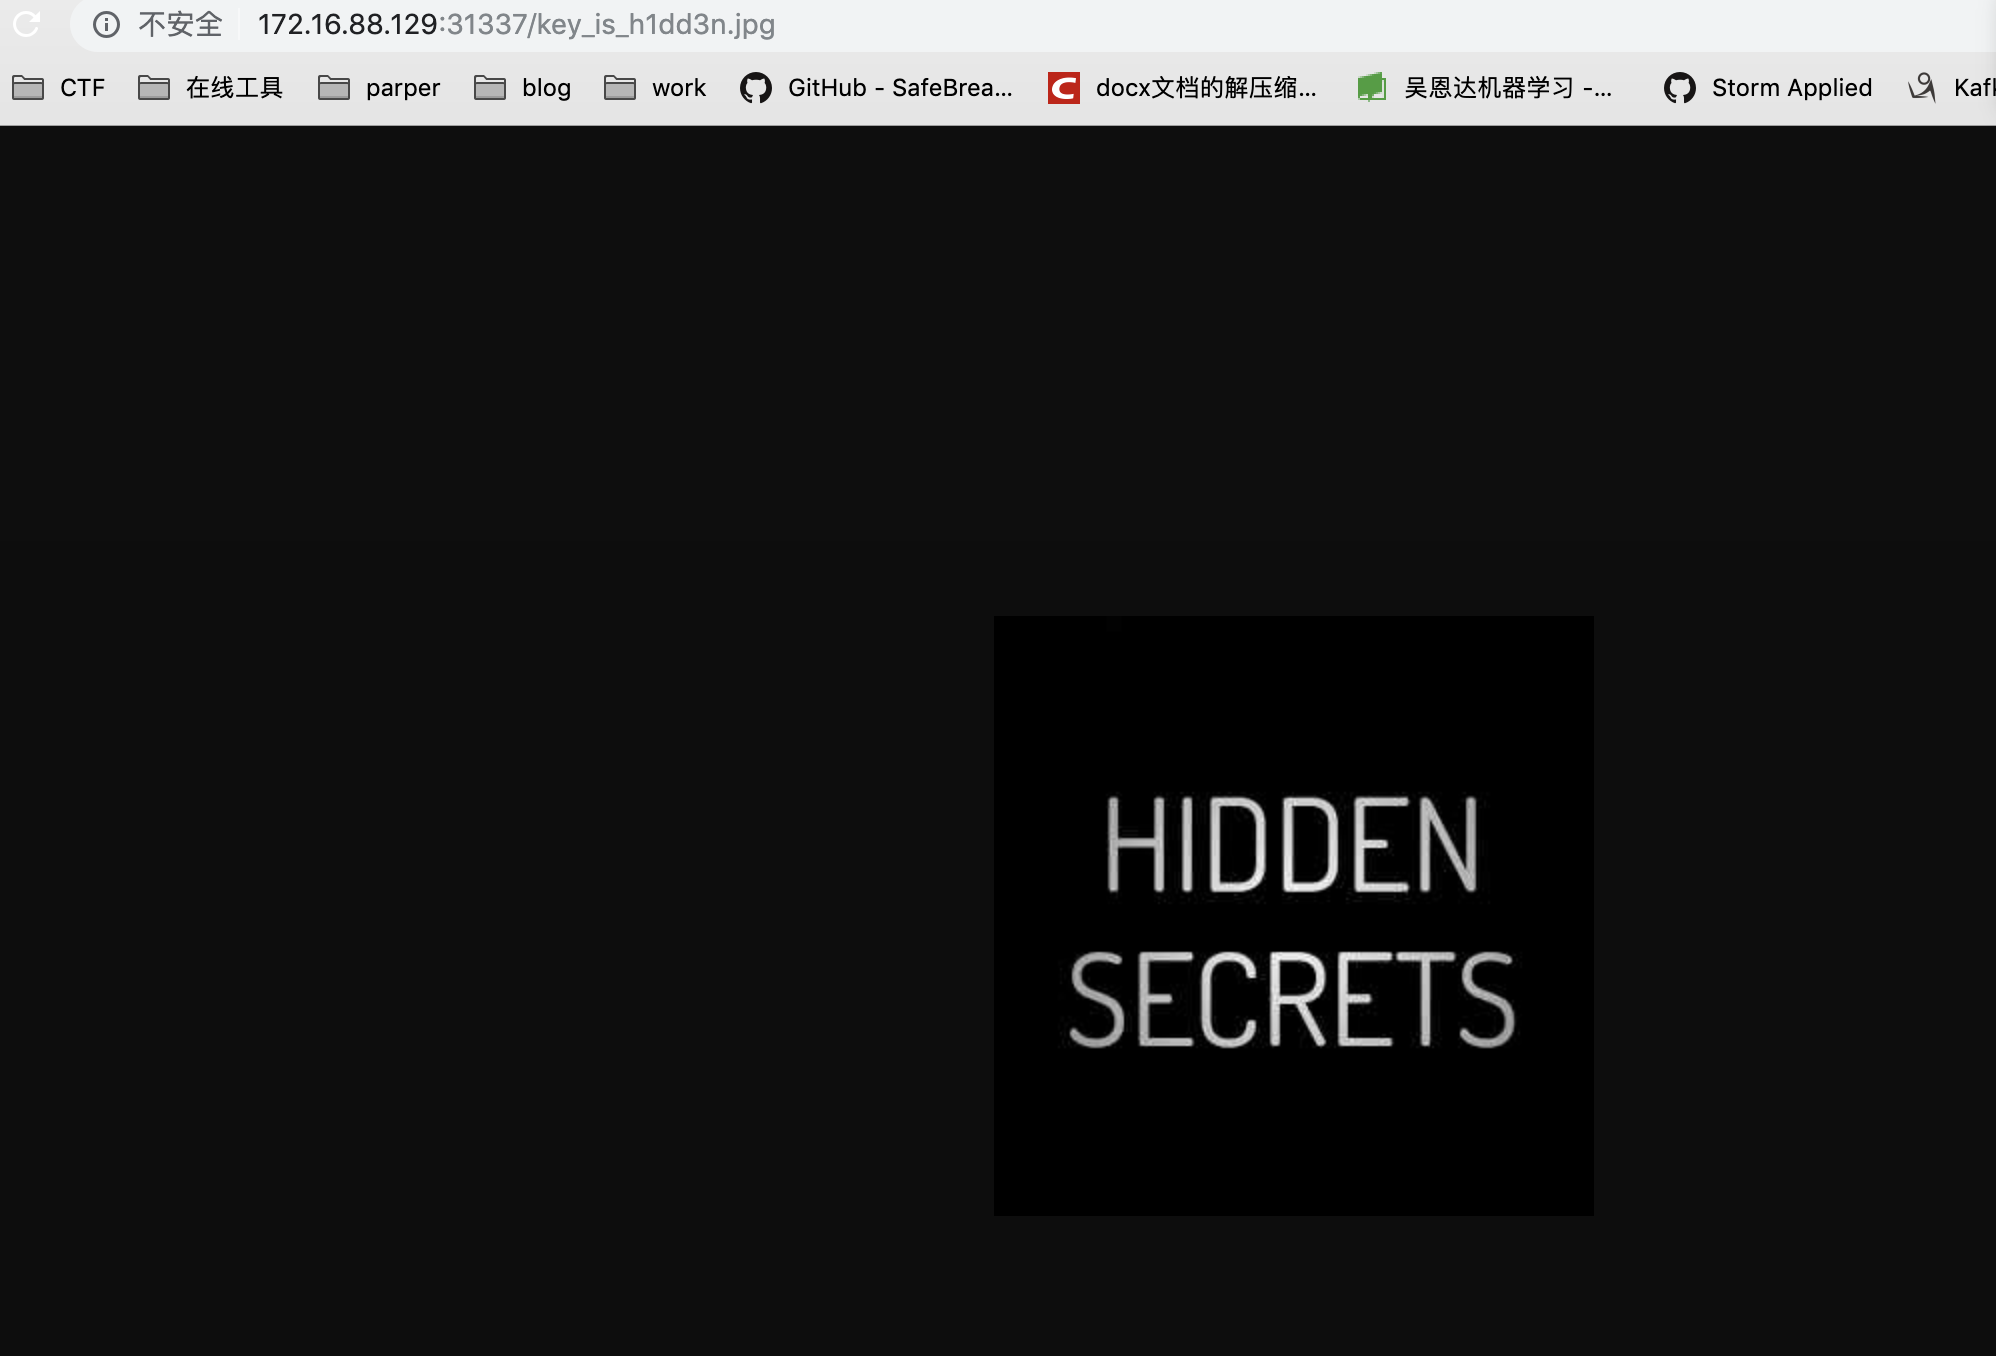 不安全 172.16.88.129:31337/key_is_h1dd3n.jpg
CTF 在线工具 parper blog work GitHub - SafeBrea... docx文档的解压缩... 吴恩达机器学习 -... Storm Applied
HIDDEN
SECRETS